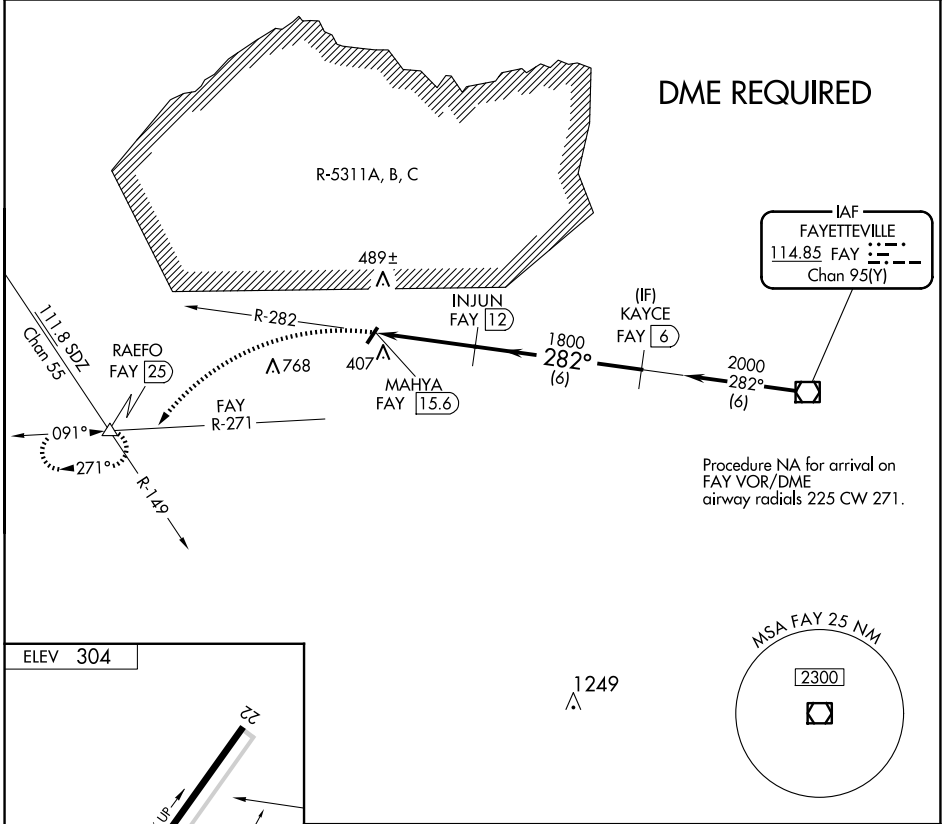 DME REQUIRED
R-5311A, B, C
IAF
FAYETTEVILLE
114.85 FAY
Chan 95(Y)
489±
INJUN
FAY 12
(IF)
KAYCE
FAY 6
R-282
1800
282°
(6)
2000
282°
(6)
111.8 SDZ
Chan 55
RAEFO
FAY 25
768
407
MAHYA
FAY 15.6
FAY
R-271
091°
271°
R-149
Procedure NA for arrival on
FAY VOR/DME
airway radials 225 CW 271.
MSA FAY 25 NM
2300
1249
ELEV 304
22
UP